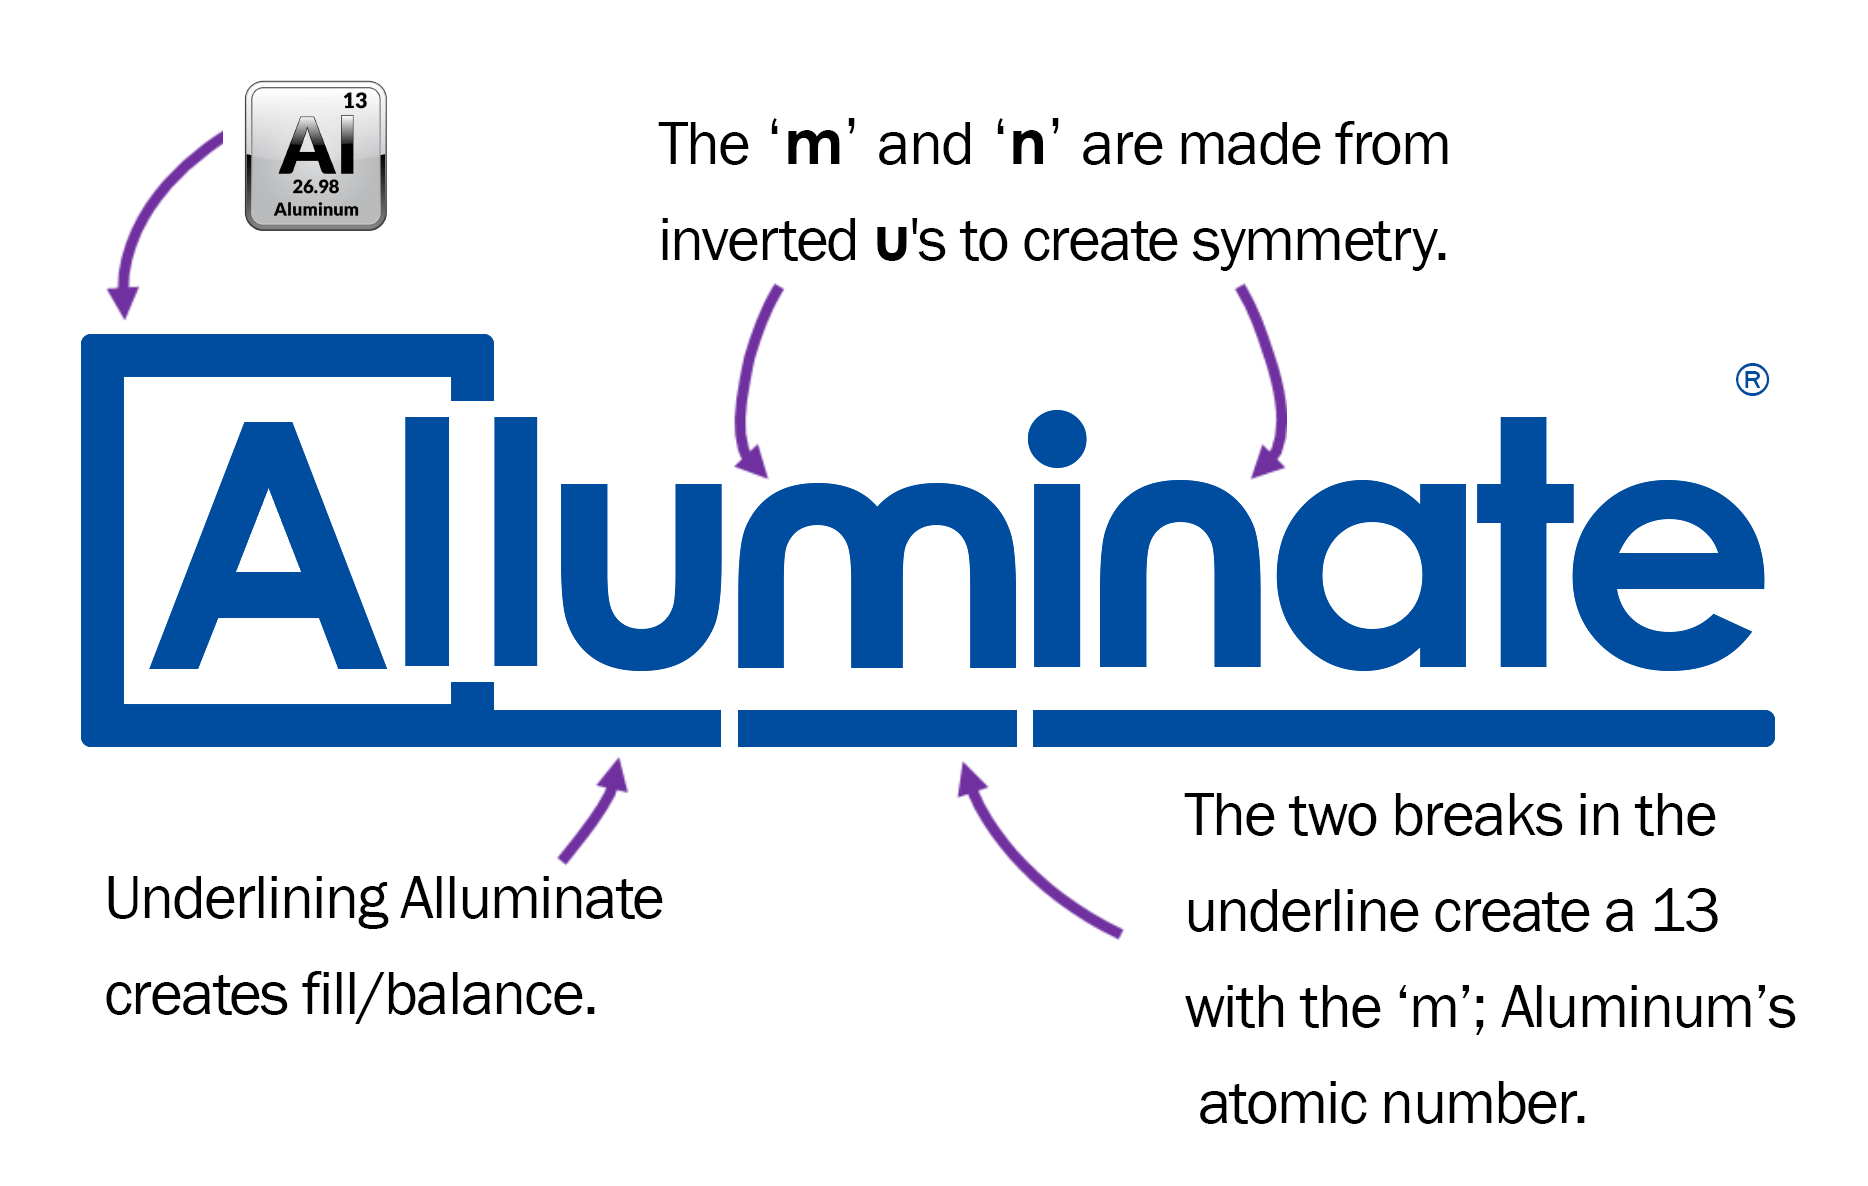 13
Al
26.98
Aluminum
The ‘m’ and ‘n’ are made from
inverted u's to create symmetry.
Alluminate ®
Underlining Alluminate
creates fill/balance.
The two breaks in the
underline create a 13
with the ‘m’; Aluminum’s
atomic number.